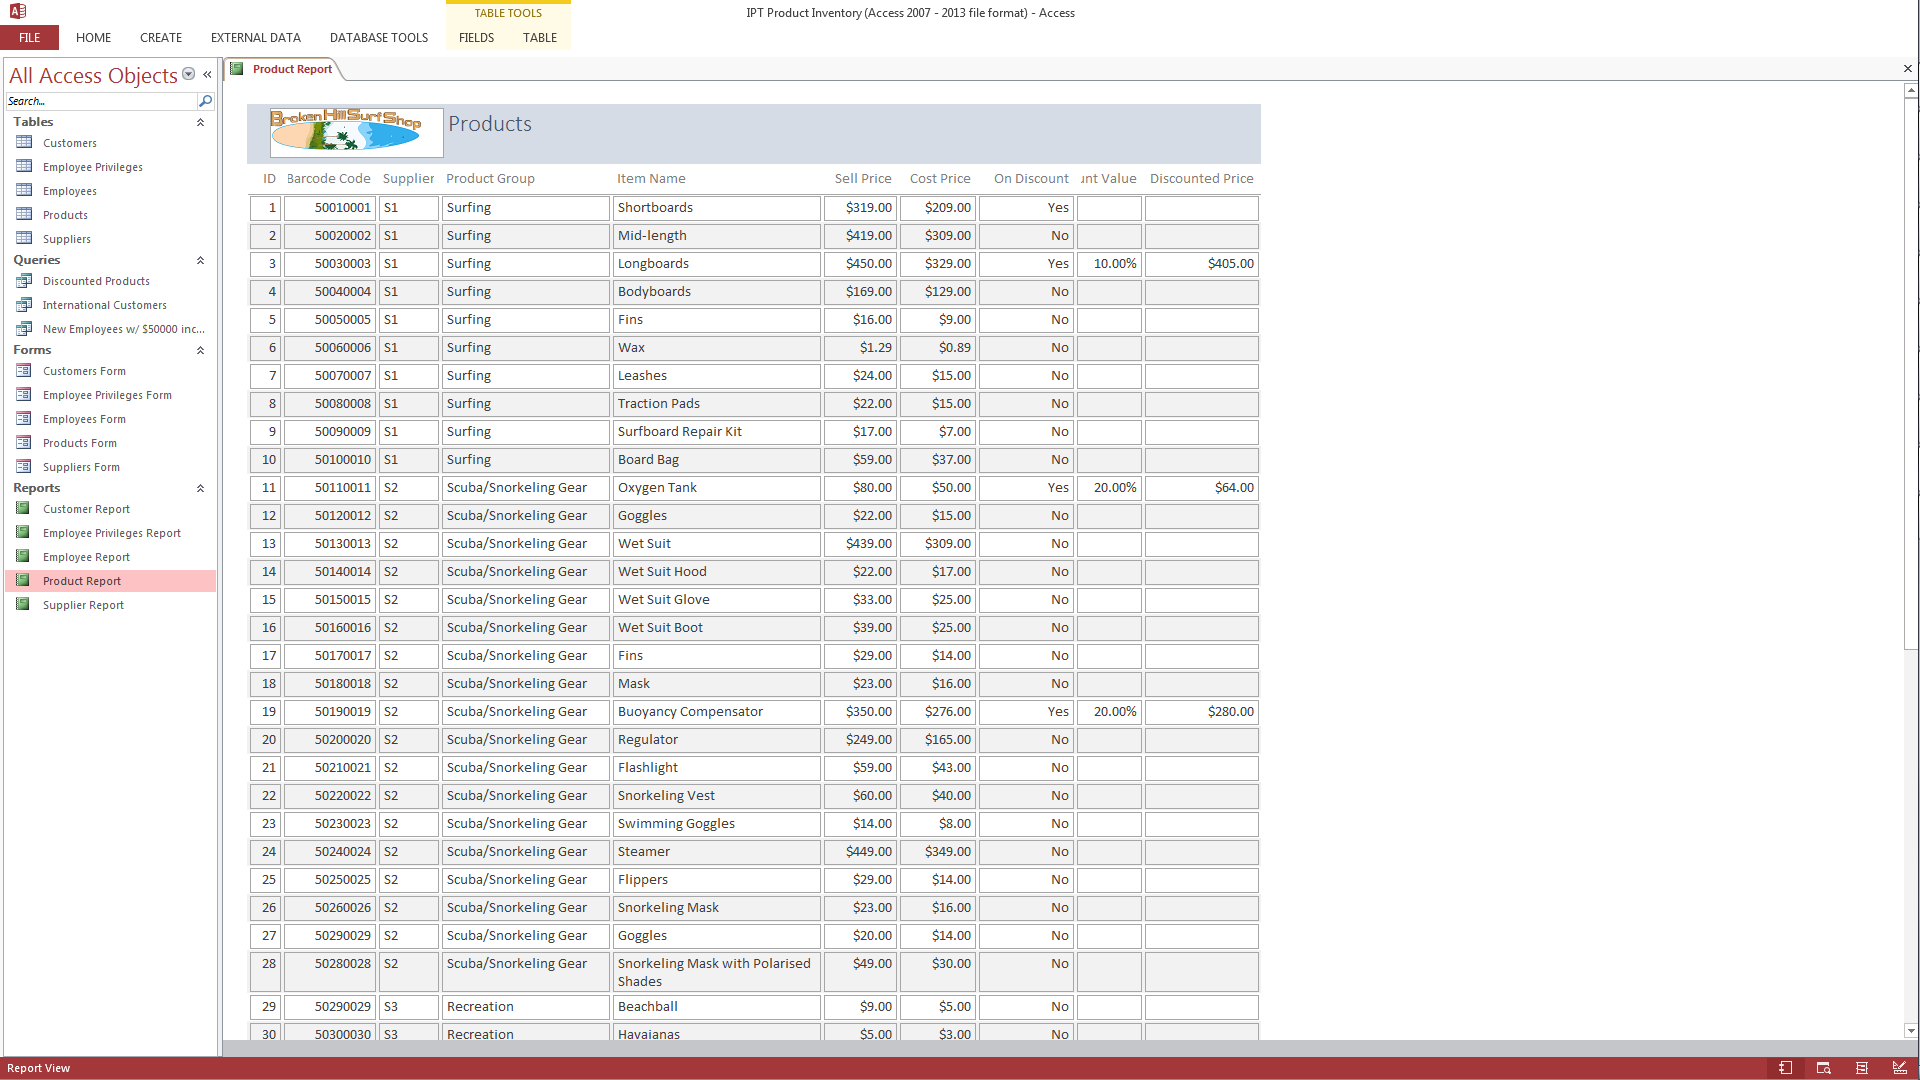 IPT Product Inventory (Access 2007 - 2013 file format) - Access
TABLE TOOLS
FILE HOME CREATE EXTERNAL DATA DATABASE TOOLS FIELDS TABLE
All Access Objects
Search...
Tables
Customers
Employee Privileges
Employees
Products
Suppliers
Queries
Discounted Products
International Customers
New Employees w/ $50000 inc...
Forms
Customers Form
Employee Privileges Form
Employees Form
Products Form
Suppliers Form
Reports
Customer Report
Employee Privileges Report
Employee Report
Product Report
Supplier Report
Product Report
Broken Hill Surf Shop
Products
ID Barcode Code Supplier Product Group Item Name Sell Price Cost Price On Discount unt Value Discounted Price
1 50010001 S1 Surfing Shortboards $319.00 $209.00 Yes
2 50020002 S1 Surfing Mid-length $419.00 $309.00 No
3 50030003 S1 Surfing Longboards $450.00 $329.00 Yes 10.00% $405.00
4 50040004 S1 Surfing Bodyboards $169.00 $129.00 No
5 50050005 S1 Surfing Fins $16.00 $9.00 No
6 50060006 S1 Surfing Wax $1.29 $0.89 No
7 50070007 S1 Surfing Leashes $24.00 $15.00 No
8 50080008 S1 Surfing Traction Pads $22.00 $15.00 No
9 50090009 S1 Surfing Surfboard Repair Kit $17.00 $7.00 No
10 50100010 S1 Surfing Board Bag $59.00 $37.00 No
11 50110011 S2 Scuba/Snorkeling Gear Oxygen Tank $80.00 $50.00 Yes 20.00% $64.00
12 50120012 S2 Scuba/Snorkeling Gear Goggles $22.00 $15.00 No
13 50130013 S2 Scuba/Snorkeling Gear Wet Suit $439.00 $309.00 No
14 50140014 S2 Scuba/Snorkeling Gear Wet Suit Hood $22.00 $17.00 No
15 50150015 S2 Scuba/Snorkeling Gear Wet Suit Glove $33.00 $25.00 No
16 50160016 S2 Scuba/Snorkeling Gear Wet Suit Boot $39.00 $25.00 No
17 50170017 S2 Scuba/Snorkeling Gear Fins $29.00 $14.00 No
18 50180018 S2 Scuba/Snorkeling Gear Mask $23.00 $16.00 No
19 50190019 S2 Scuba/Snorkeling Gear Buoyancy Compensator $350.00 $276.00 Yes 20.00% $280.00
20 50200020 S2 Scuba/Snorkeling Gear Regulator $249.00 $165.00 No
21 50210021 S2 Scuba/Snorkeling Gear Flashlight $59.00 $43.00 No
22 50220022 S2 Scuba/Snorkeling Gear Snorkeling Vest $60.00 $40.00 No
23 50230023 S2 Scuba/Snorkeling Gear Swimming Goggles $14.00 $8.00 No
24 50240024 S2 Scuba/Snorkeling Gear Steamer $449.00 $349.00 No
25 50250025 S2 Scuba/Snorkeling Gear Flippers $29.00 $14.00 No
26 50260026 S2 Scuba/Snorkeling Gear Snorkeling Mask $23.00 $16.00 No
27 50290029 S2 Scuba/Snorkeling Gear Goggles $20.00 $14.00 No
28 50280028 S2 Scuba/Snorkeling Gear Snorkeling Mask with Polarised $49.00 $30.00 No
Shades
29 50290029 S3 Recreation Beachball $9.00 $5.00 No
30 50300030 S3 Recreation Havaianas $5.00 $3.00 No
Report View